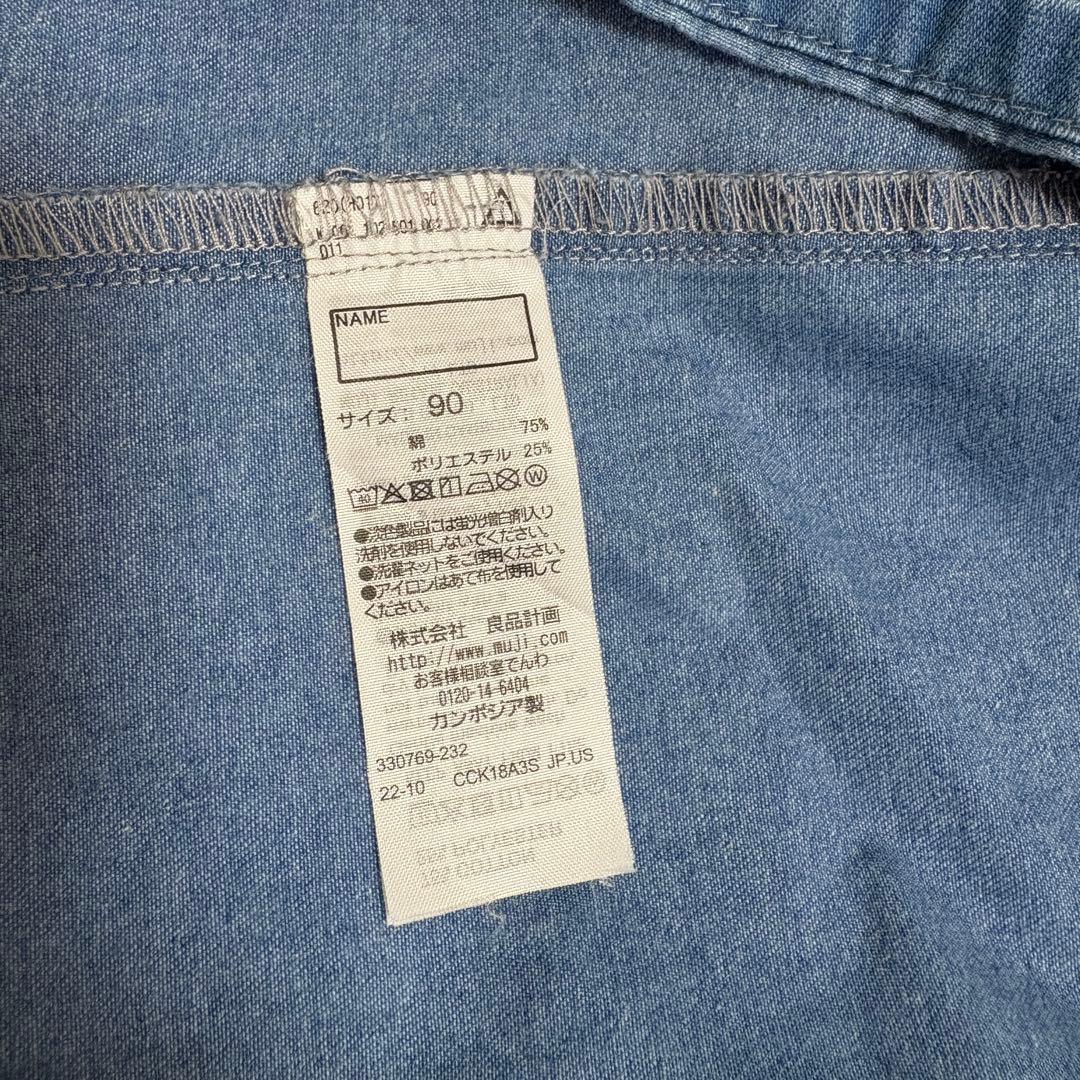 011
NAME
サイズ: 90
綿 75%
ポリエステル 25%
40
W
●淡色製品には蛍光増白剤入り
洗剤を使用しないでください。
●洗濯ネットをご使用ください。
●アイロンはあて布を使用して
ください。
株式会社 良品計画
http://www.muji.com
お客様相談室でんわ
0120-14-6404
カンボジア製
330769-232
22-10 CCK18A3S JP.US